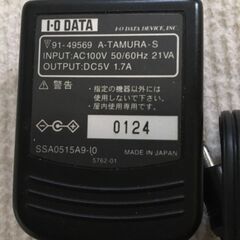 I-O DATA
I-O DATA DEVICE, INC
91-49569 A-TAMURA-S
INPUT:AC100V 50/60Hz 21VA
OUTPUT:DC5V 1.7A
警告
・指定の機器以外には
使用しないで下さい。
・屋内使用専用です。
0124
SSA0515A9-I0
MADE IN JAPAN
5762-01